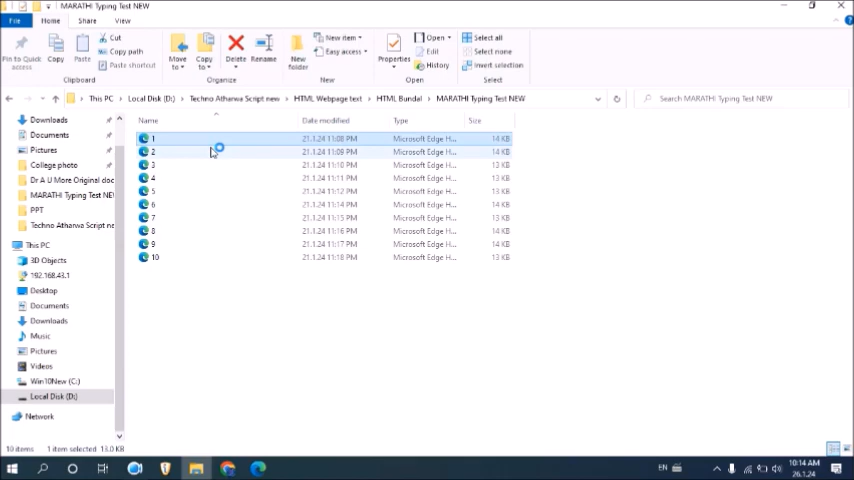 MARATHI Typing Test NEW
File
Home
Share
View
Pin to Quick access
Copy
Paste
Cut
Copy path
Paste shortcut
Clipboard
Move to
Copy to
Delete
Rename
Organize
New folder
New item
Easy access
New
Properties
Open
Edit
History
Open
Select all
Select none
Invert selection
Select
This PC > Local Disk (D:) > Techno Atharwa Script new > HTML Webpage text > HTML Bundal > MARATHI Typing Test NEW
Search MARATHI Typing Test NEW
Name Date modified Type Size
1 21.1.24 11:08 PM Microsoft Edge H... 14 KB
2 21.1.24 11:09 PM Microsoft Edge H... 14 KB
3 21.1.24 11:10 PM Microsoft Edge H... 13 KB
4 21.1.24 11:11 PM Microsoft Edge H... 13 KB
5 21.1.24 11:12 PM Microsoft Edge H... 13 KB
6 21.1.24 11:14 PM Microsoft Edge H... 14 KB
7 21.1.24 11:15 PM Microsoft Edge H... 13 KB
8 21.1.24 11:16 PM Microsoft Edge H... 14 KB
9 21.1.24 11:17 PM Microsoft Edge H... 14 KB
10 21.1.24 11:18 PM Microsoft Edge H... 13 KB
Downloads
Documents
Pictures
College photo
Dr A U More Original doc
MARATHI Typing Test NEW
PPT
Techno Atharwa Script ne
This PC
3D Objects
192.168.43.1
Desktop
Documents
Downloads
Music
Pictures
Videos
Win10New (C:)
Local Disk (D:)
Network
10 items 1 item selected 13.0 KB
EN
10:14 AM
26.1.24